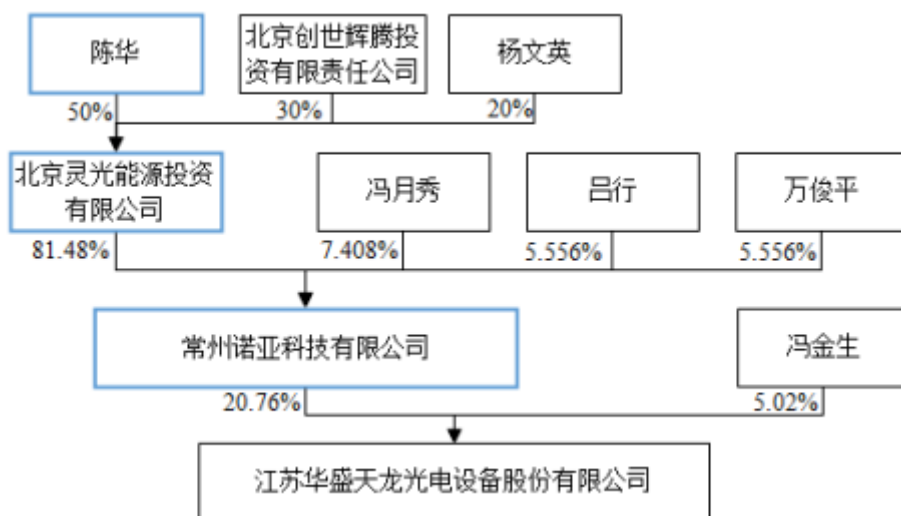 陈华
北京创世辉腾投
资有限责任公司
杨文英
50%
30%
20%
北京灵光能源投资
有限公司
冯月秀
吕行
万俊平
81.48%
7.408%
5.556%
5.556%
常州诺亚科技有限公司
冯金生
20.76%
5.02%
江苏华盛天龙光电设备股份有限公司